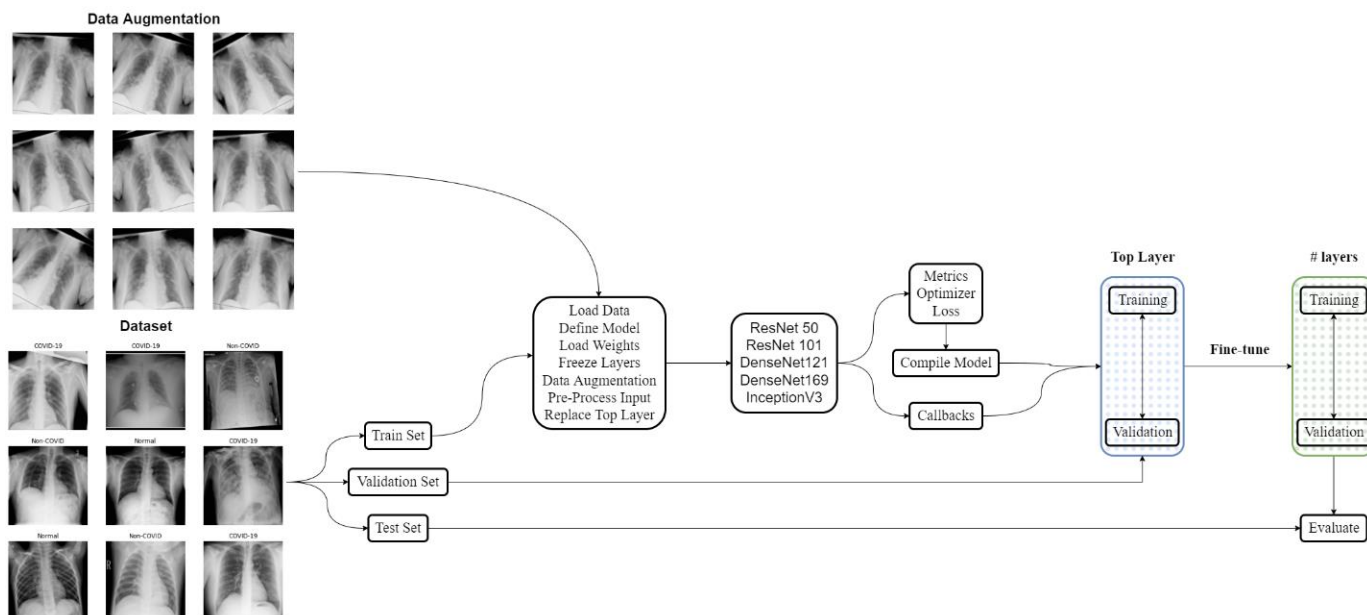 Data Augmentation
Dataset
COVID-19
COVID-19
Non-COVID
Non-COVID
Normal
COVID-19
Normal
Non-COVID
COVID-19
R
Train Set
Validation Set
Test Set
Load Data
Define Model
Load Weights
Freeze Layers
Data Augmentation
Pre-Process Input
Replace Top Layer
ResNet 50
ResNet 101
DenseNet121
DenseNet169
InceptionV3
Metrics
Optimizer
Loss
Compile Model
Callbacks
Top Layer
Training
Validation
Fine-tune
# layers
Training
Validation
Evaluate